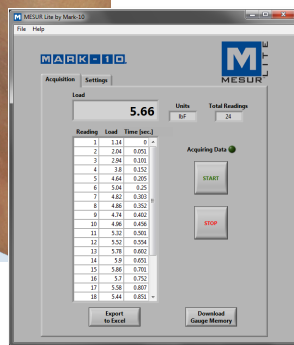 MESUR Lite by Mark-10
File Help
MARK-10
MESUR
LITE
Acquisition Settings
Load
5.66
Units
lbF
Total Readings
24
Reading Load Time [sec.]
1 1.14 0
2 2.04 0.051
3 2.94 0.101
4 3.8 0.152
5 4.64 0.205
6 5.04 0.25
7 4.82 0.303
8 4.86 0.352
9 4.74 0.402
10 4.96 0.456
11 5.32 0.501
12 5.52 0.554
13 5.78 0.602
14 5.9 0.651
15 5.86 0.701
16 5.7 0.752
17 5.58 0.807
18 5.44 0.851
Acquiring Data
START
STOP
Export
to Excel
Download
Gauge Memory